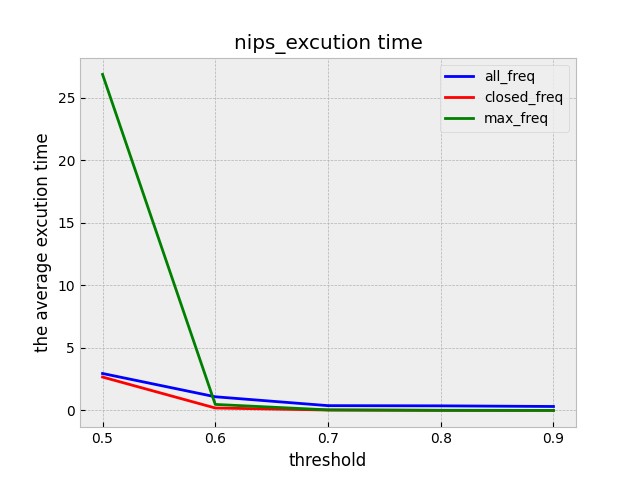 nips_excution time
all_freq
closed_freq
max_freq
the average excution time
25
20
15
10
5
0
0.5 0.6 0.7 0.8 0.9
threshold